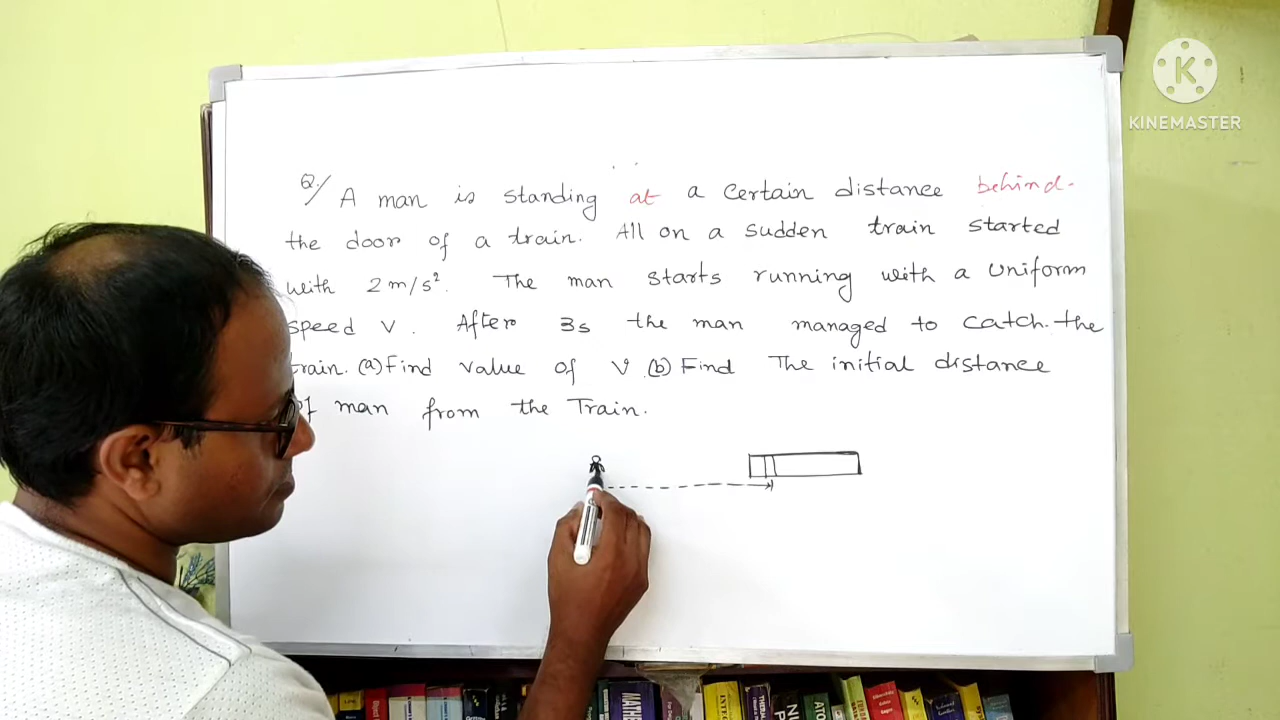 Q./ A man is standing at a certain distance behind.
the door of a train. All on a sudden train started
with 2 m/s². The man starts running with a uniform
speed v. After 3s the man managed to catch. the
train. (a) Find value of v (b) Find The initial distance
man from the Train.
K
KINEMASTER
ATOM